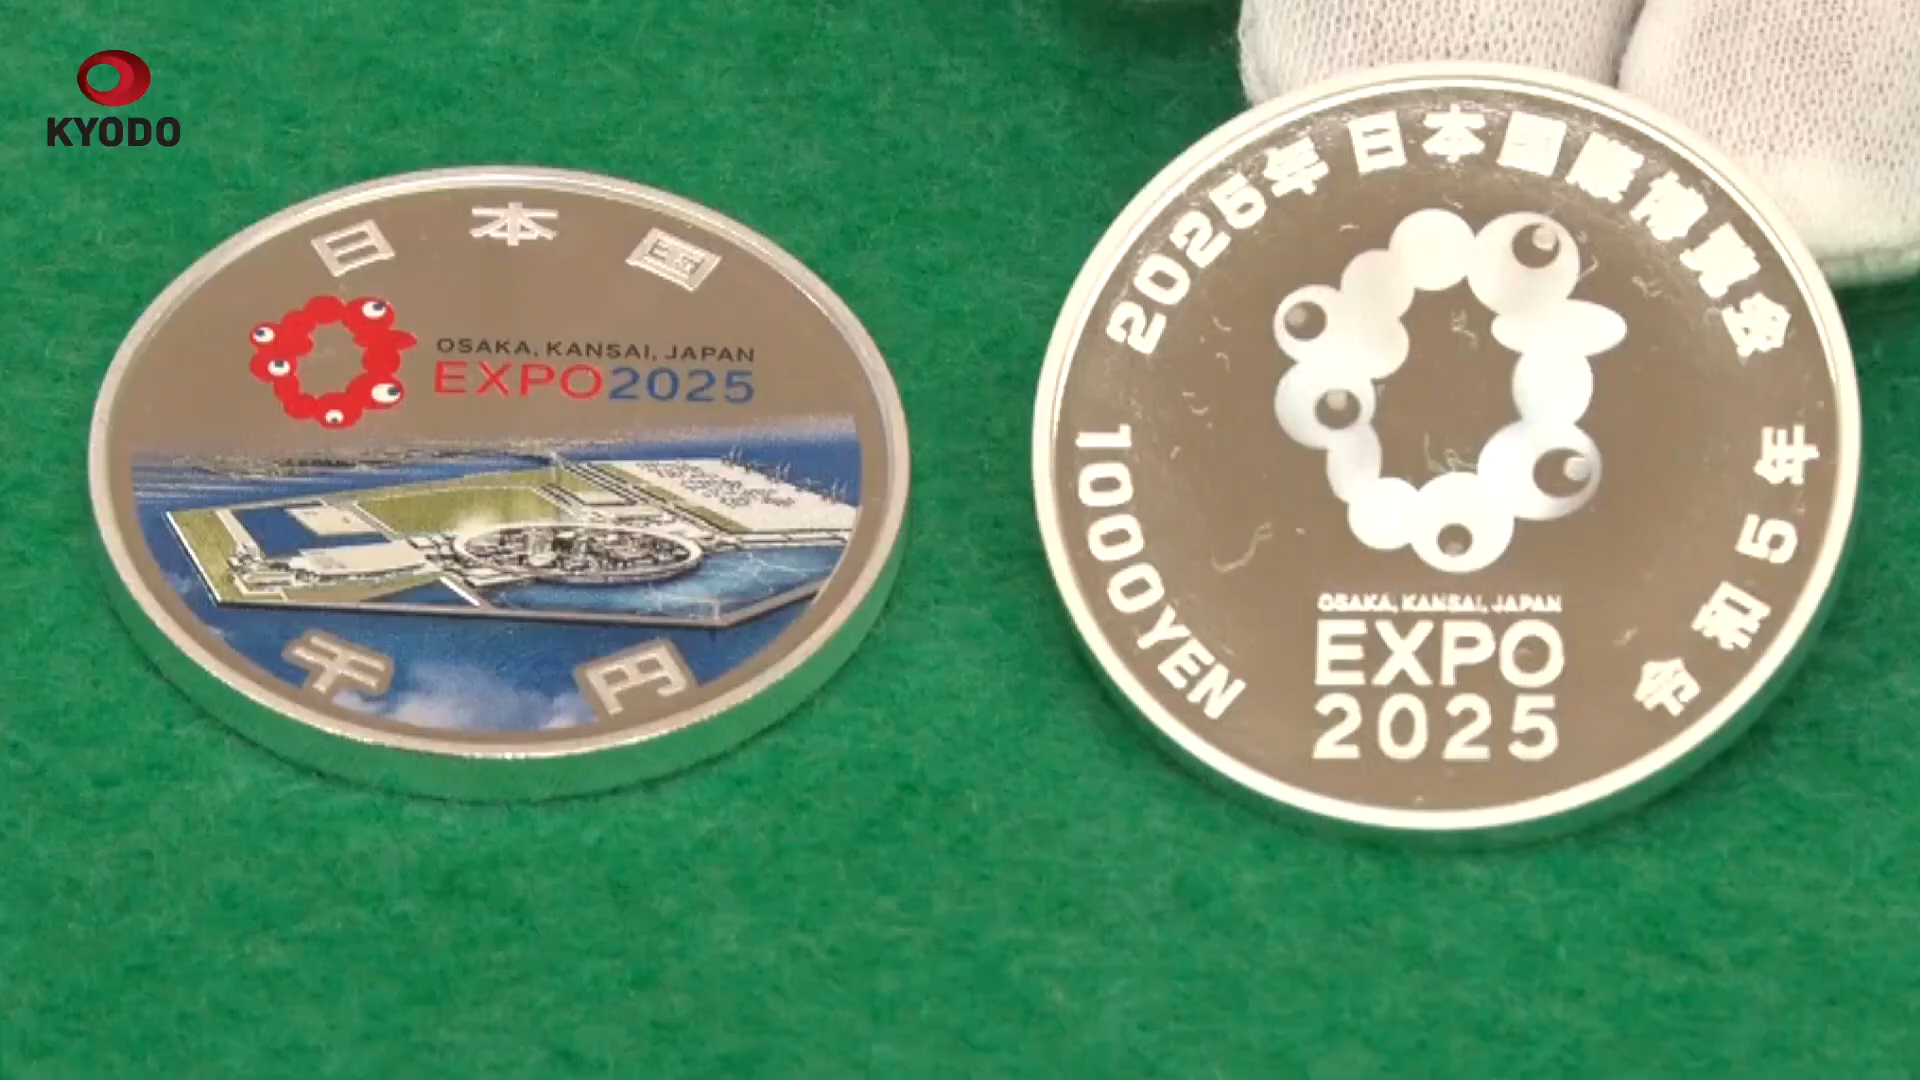 KYODO
日本国
OSAKA, KANSAI, JAPAN
EXPO2025
千円
2025年日本国際博覧会
1000YEN
令和5年
OSAKA, KANSAI, JAPAN
EXPO
2025